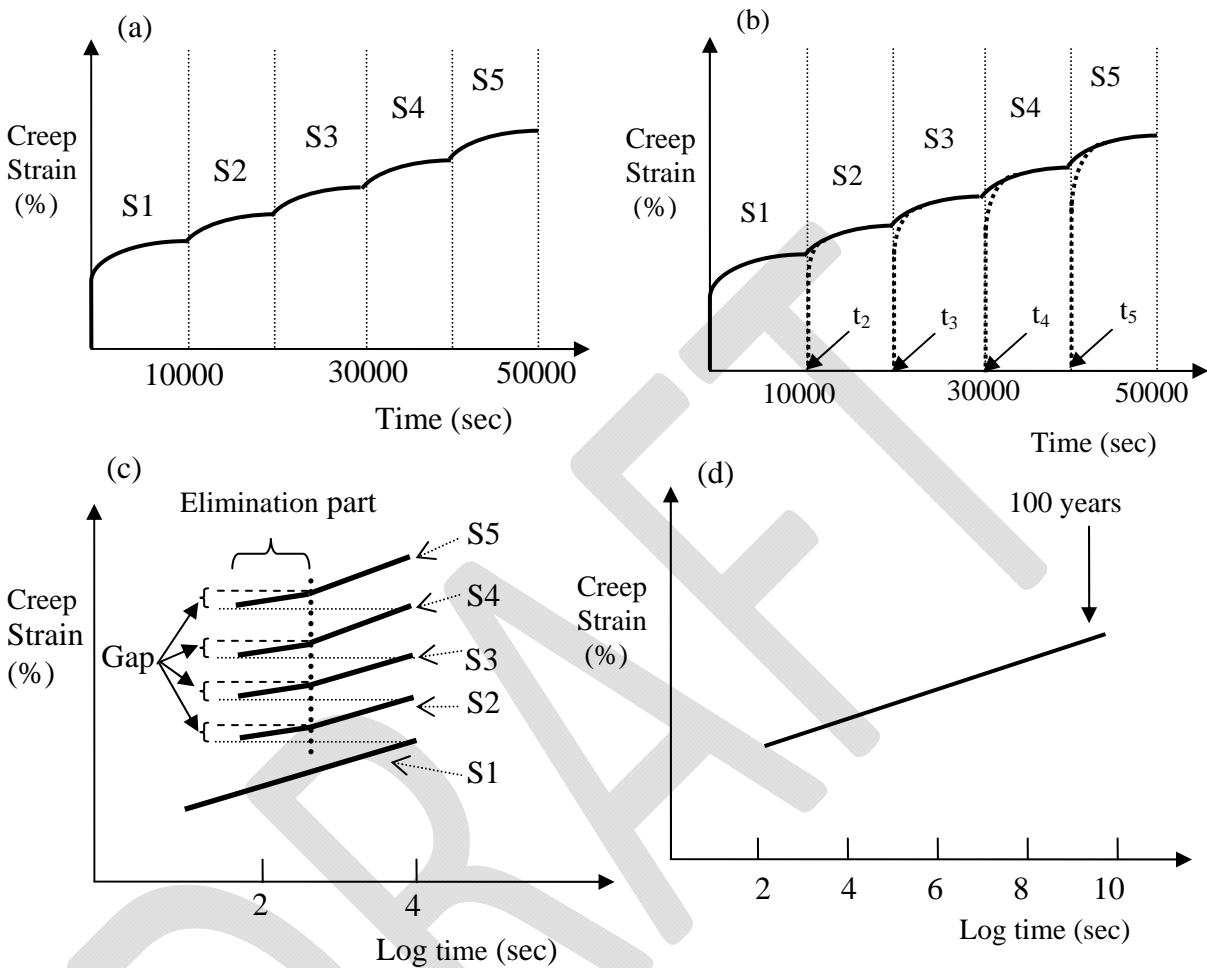 (a)
Creep
Strain
(%)
S1
S2
S3
S4
S5
10000
30000
50000
Time (sec)
(b)
Creep
Strain
(%)
S1
S2
S3
S4
S5
t2
t3
t4
t5
10000
30000
50000
Time (sec)
(c)
Elimination part
Creep
Strain
(%)
Gap
S5
S4
S3
S2
S1
2
4
Log time (sec)
(d)
100 years
Creep
Strain
(%)
2
4
6
8
10
Log time (sec)
DRAFT